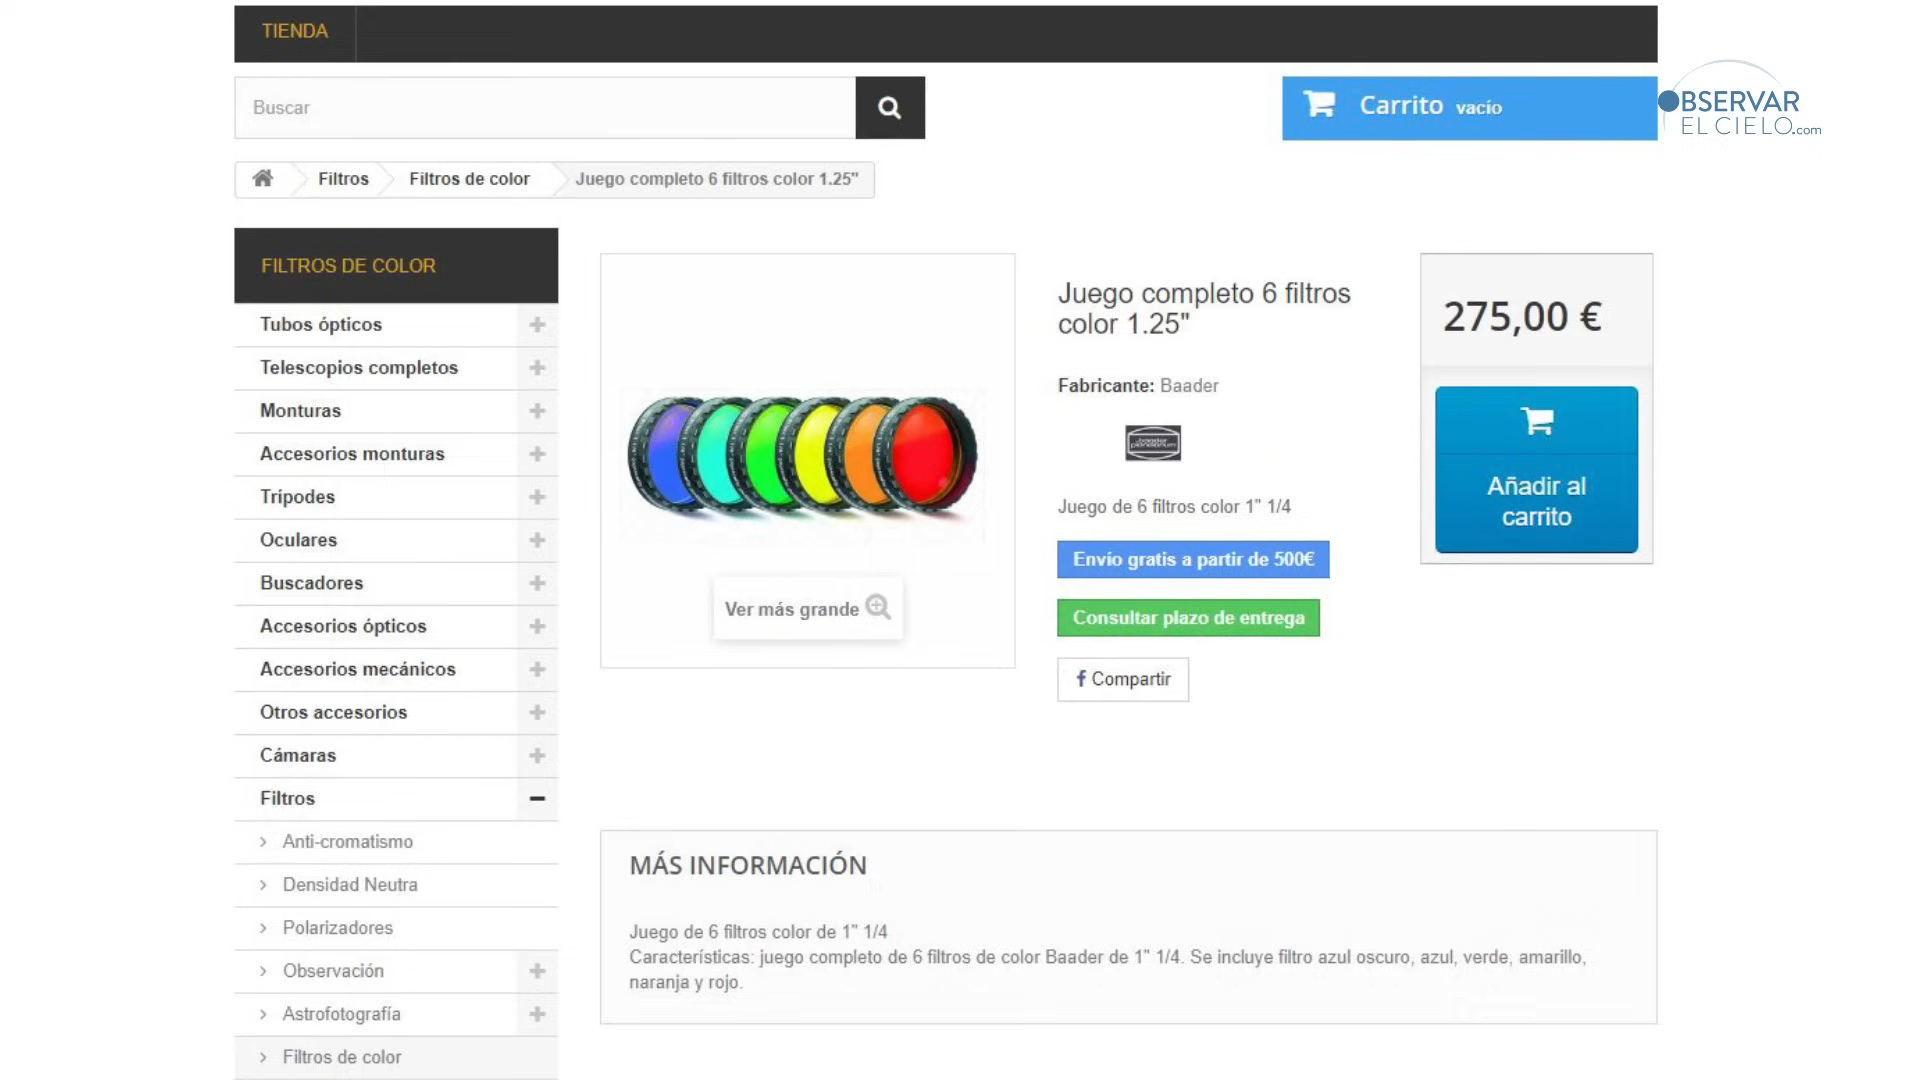 TIENDA
Buscar
Carrito vacío
BSERVAR
EL CIELO.com
Filtros
Filtros de color
Juego completo 6 filtros color 1.25"
FILTROS DE COLOR
Tubos ópticos
Telescopios completos
Monturas
Accesorios monturas
Trípodes
Oculares
Buscadores
Accesorios ópticos
Accesorios mecánicos
Otros accesorios
Cámaras
Filtros
Anti-cromatismo
Densidad Neutra
Polarizadores
Observación
Astrofotografía
Filtros de color
Ver más grande
Juego completo 6 filtros
color 1.25"
Fabricante: Baader
baader
planetarium
Juego de 6 filtros color 1" 1/4
Envío gratis a partir de 500€
Consultar plazo de entrega
Compartir
275,00 €
Añadir al
carrito
MÁS INFORMACIÓN
Juego de 6 filtros color de 1" 1/4
Características: juego completo de 6 filtros de color Baader de 1" 1/4. Se incluye filtro azul oscuro, azul, verde, amarillo,
naranja y rojo.